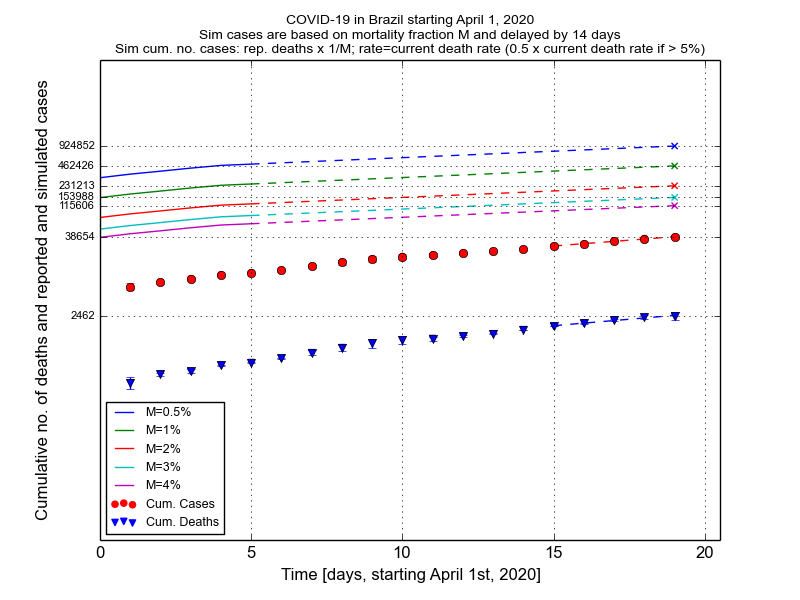 COVID-19 in Brazil starting April 1, 2020
Sim cases are based on mortality fraction M and delayed by 14 days
Sim cum. no. cases: rep. deaths x 1/M; rate=current death rate (0.5 x current death rate if > 5%)
Cumulative no. of deaths and reported and simulated cases
924852
462426
231213
153988
115606
38654
2462
M=0.5%
M=1%
M=2%
M=3%
M=4%
Cum. Cases
Cum. Deaths
0 5 10 15 20
Time [days, starting April 1st, 2020]